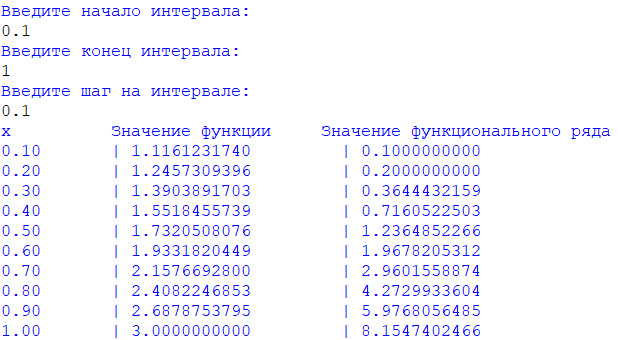 Введите начало интервала:
0.1
Введите конец интервала:
1
Введите шаг на интервале:
0.1
x Значение функции Значение функционального ряда
0.10 | 1.1161231740 | 0.1000000000
0.20 | 1.2457309396 | 0.2000000000
0.30 | 1.3903891703 | 0.3644432159
0.40 | 1.5518455739 | 0.7160522503
0.50 | 1.7320508076 | 1.2364852266
0.60 | 1.9331820449 | 1.9678205312
0.70 | 2.1576692800 | 2.9601558874
0.80 | 2.4082246853 | 4.2729933604
0.90 | 2.6878753795 | 5.9768056485
1.00 | 3.0000000000 | 8.1547402466